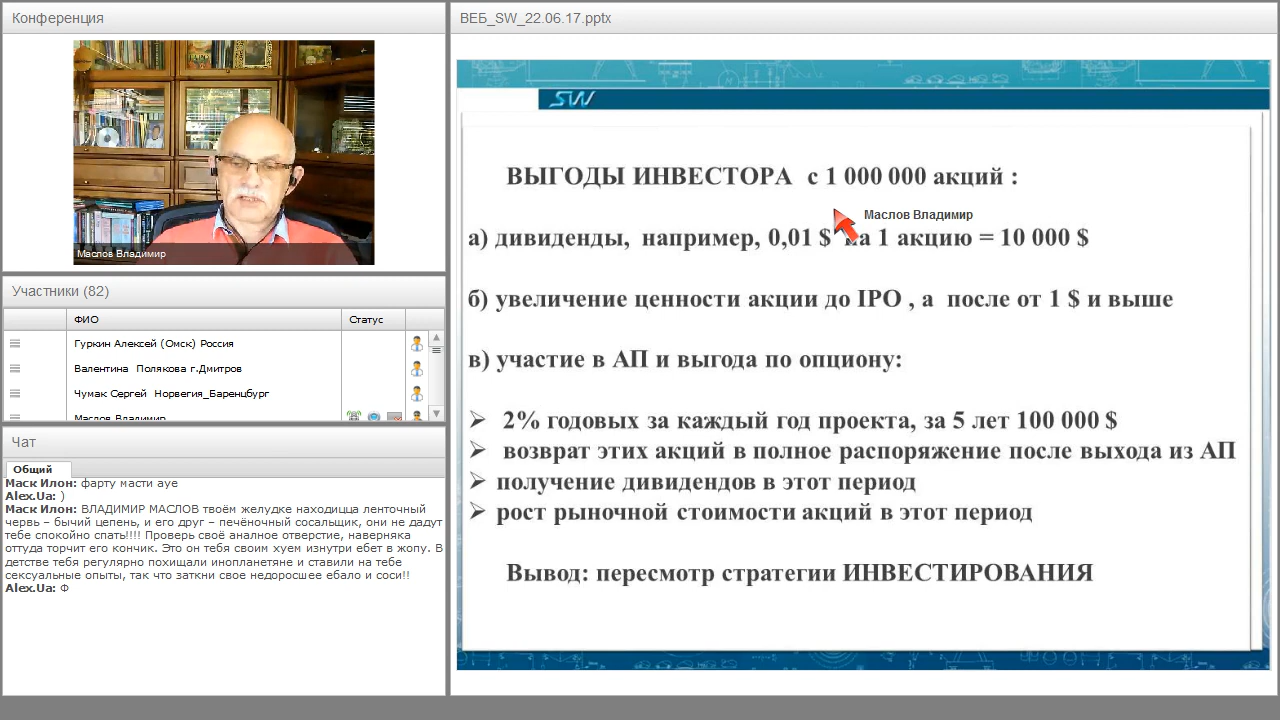 Конференция
Маслов Владимир
Участники (82)
ФИО
Статус
Гуркин Алексей (Омск) Россия
Валентина Полякова г.Дмитров
Чумак Сергей Норвегия_Баренцбург
Маслов Владимир
Чат
Общий
Маск Илон: фарту масти ауе
Alex.Ua: )
Маск Илон: ВЛАДИМИР МАСЛОВ твоём желудке находицца ленточный
червь – бычий цепень, и его друг – печёночный сосальщик, они не дадут
тебе спокойно спать!!!! Проверь своё аналное отверстие, наверняка
оттуда торчит его кончик. Это он тебя своим хуем изнутри ебет в жопу. В
детстве тебя регулярно похищали инопланетяне и ставили на тебе
сексуальные опыты, так что заткни свое недоросшее ебало и соси!!
Alex.Ua: Ф
ВЕБ_SW_22.06.17.pptx
SW
ВЫГОДЫ ИНВЕСТОРА с 1 000 000 акций :
Маслов Владимир
а) дивиденды, например, 0,01 $ на 1 акцию = 10 000 $
б) увеличение ценности акции до IPO , а после от 1 $ и выше
в) участие в АП и выгода по опциону:
2% годовых за каждый год проекта, за 5 лет 100 000 $
возврат этих акций в полное распоряжение после выхода из АП
получение дивидендов в этот период
рост рыночной стоимости акций в этот период
Вывод: пересмотр стратегии ИНВЕСТИРОВАНИЯ